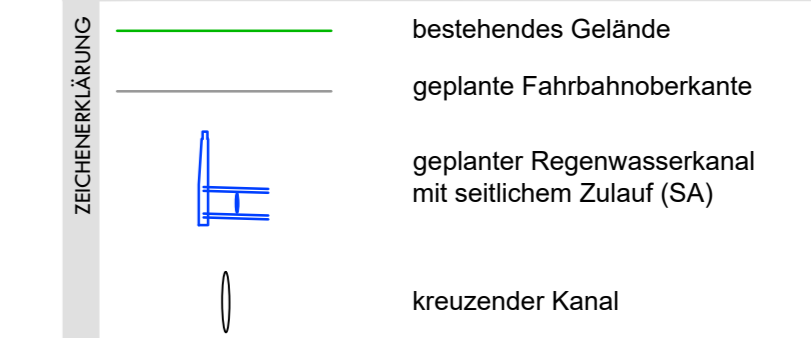 ZEICHENERKLÄRUNG
bestehendes Gelände
geplante Fahrbahnoberkante
geplanter Regenwasserkanal
mit seitlichem Zulauf (SA)
kreuzender Kanal